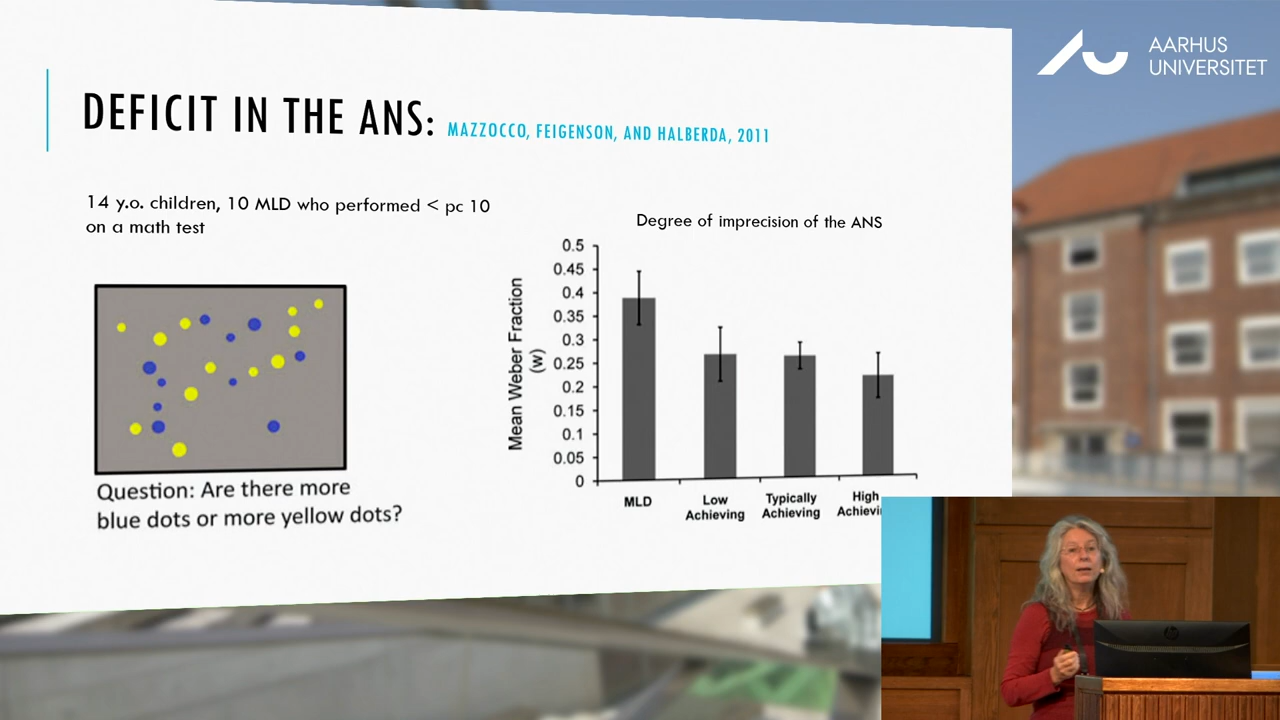 AARHUS
UNIVERSITET
DEFICIT IN THE ANS: MAZZOCCO, FEIGENSON, AND HALBERDA, 2011
14 y.o. children, 10 MLD who performed < pc 10
on a math test
Question: Are there more
blue dots or more yellow dots?
Degree of imprecision of the ANS
Mean Weber Fraction
(w)
0.5
0.45
0.4
0.35
0.3
0.25
0.2
0.15
0.1
0.05
0
MLD
Low
Achieving
Typically
Achieving
High